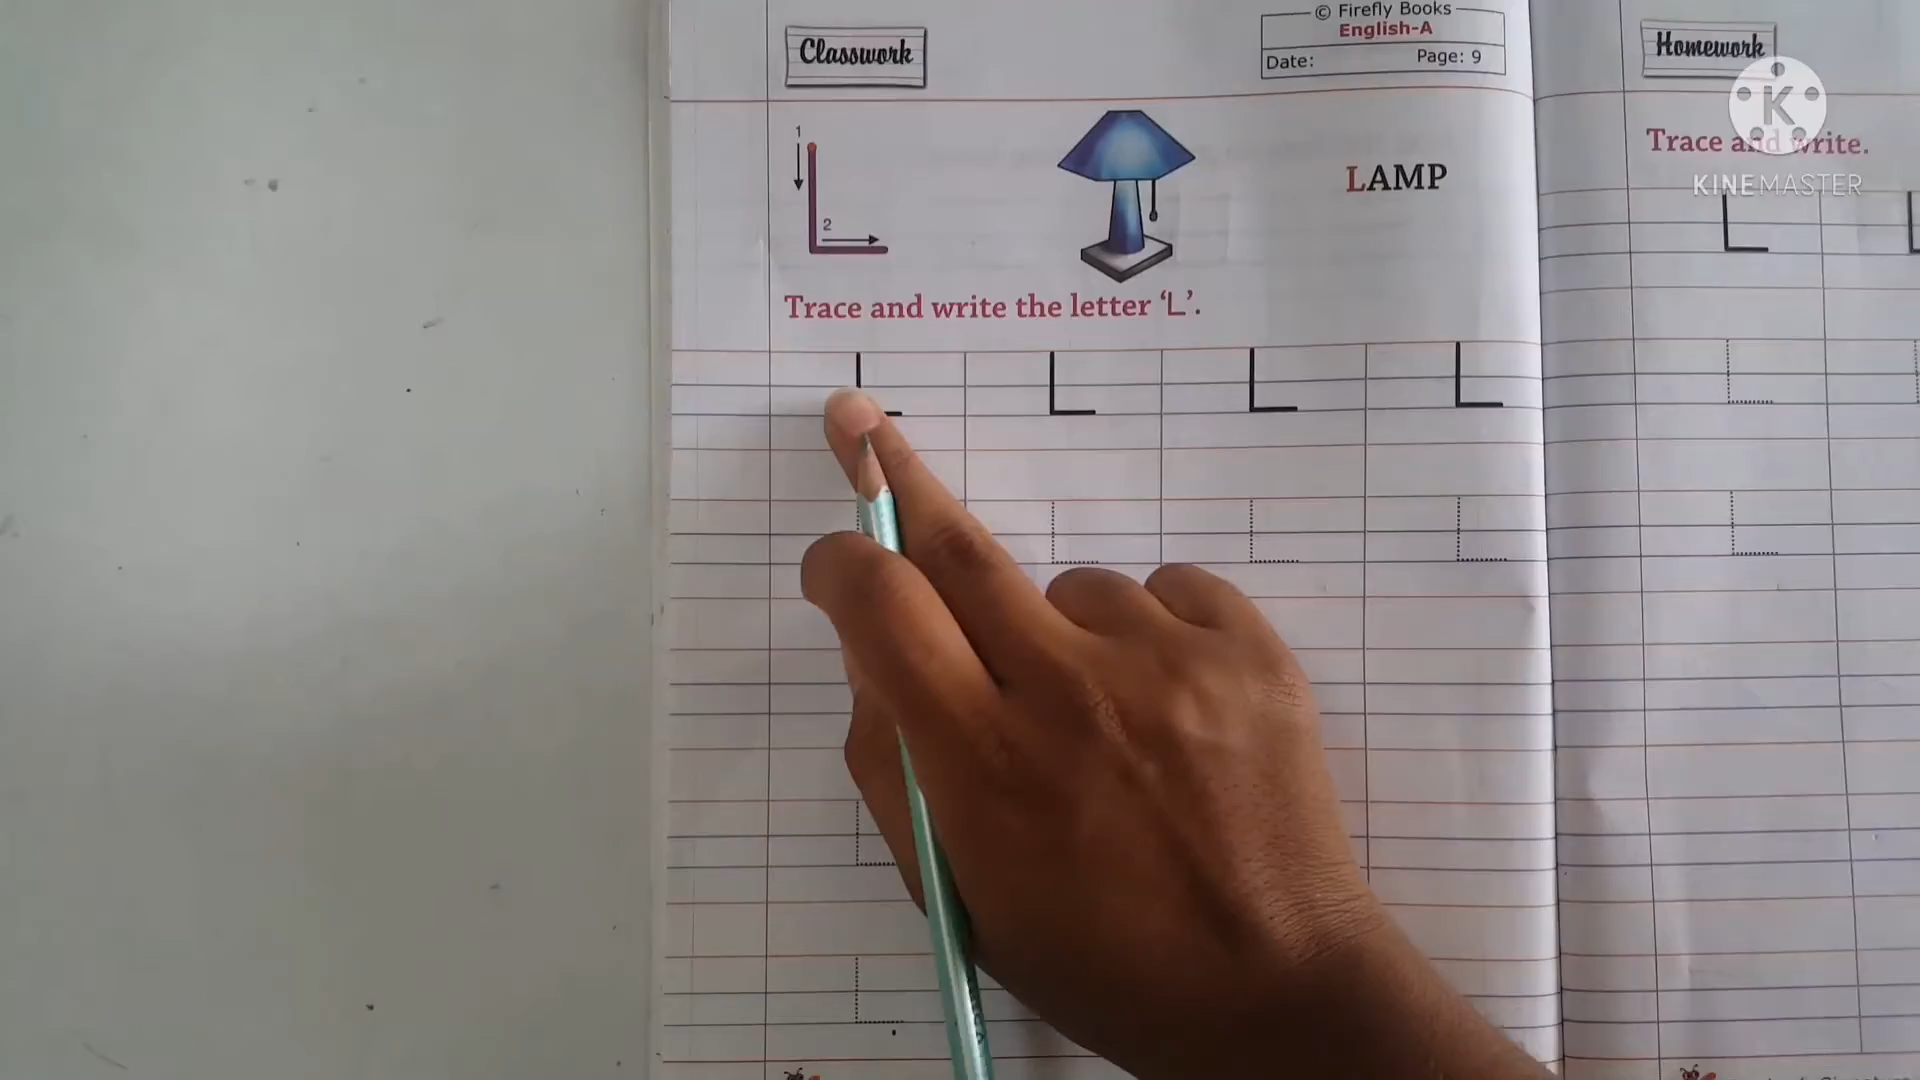 Classwork
© Firefly Books
English-A
Date: Page: 9
1
2
LAMP
Trace and write the letter ‘L’.
L L L L
L L L
L
L
Homework
Trace and write.
L
L
L
K
KINEMASTER